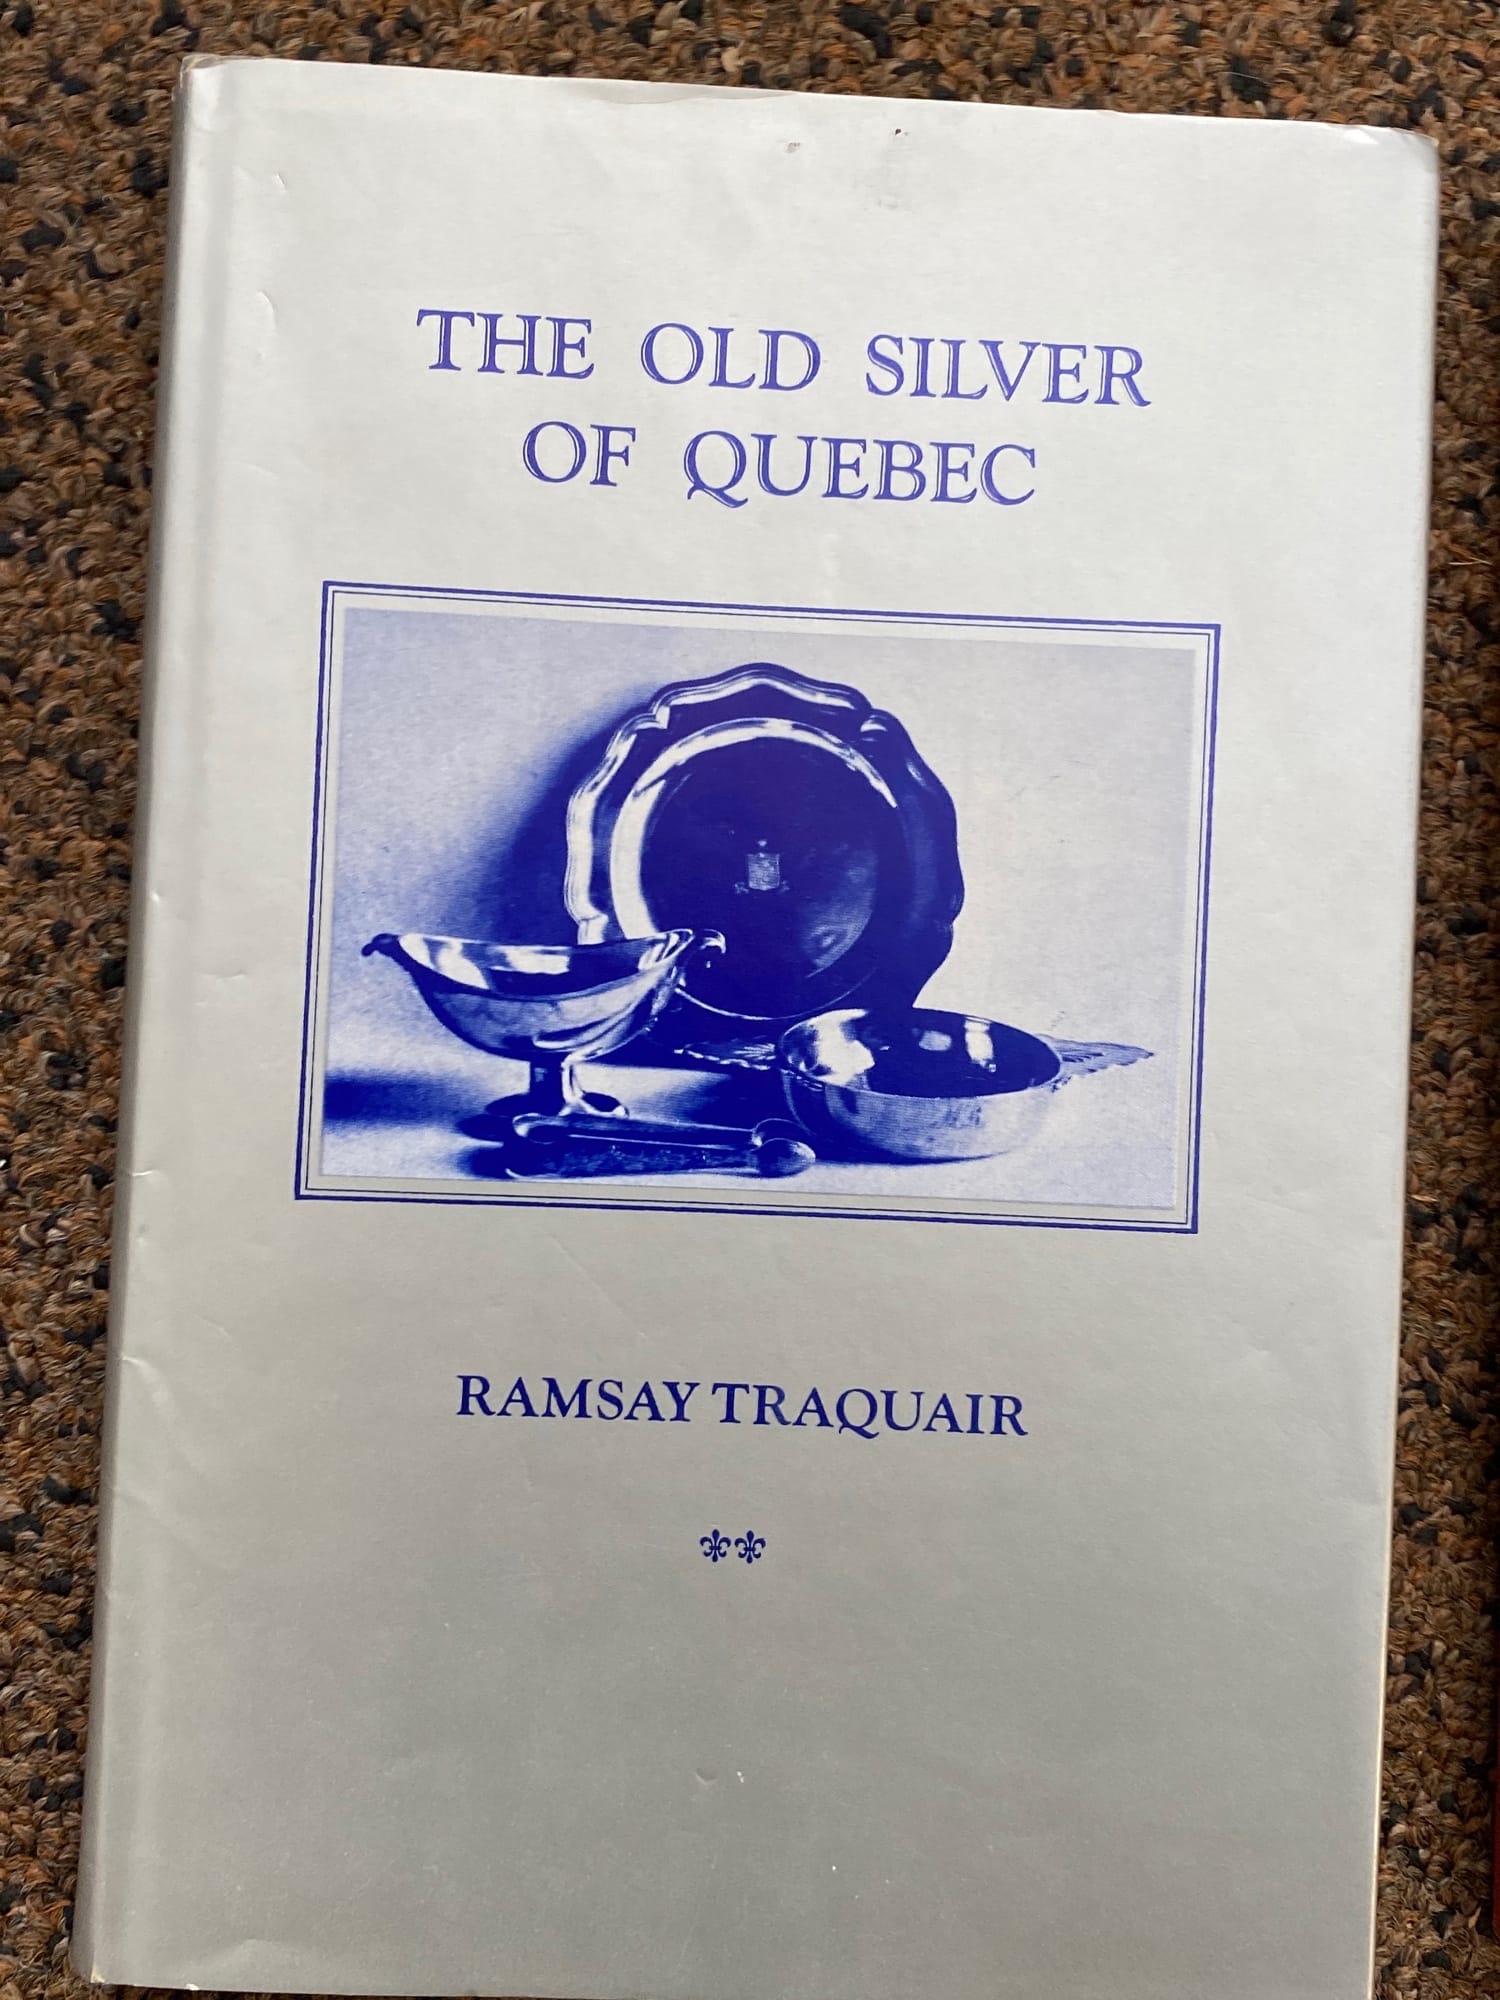 THE OLD SILVER
OF QUEBEC
RAMSAY TRAQUAIR